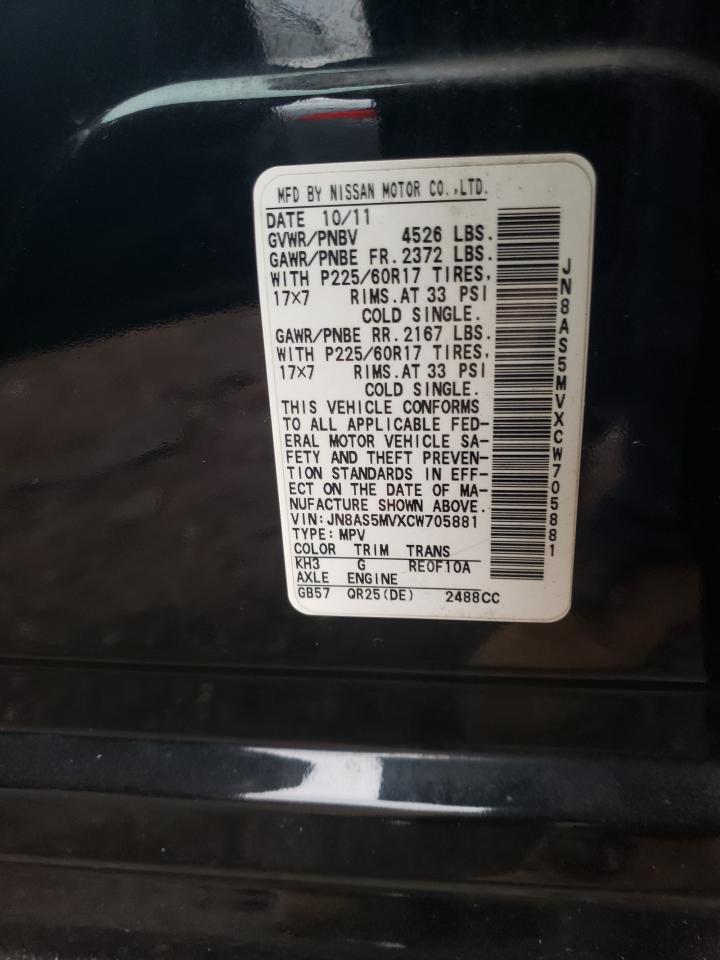 MFD BY NISSAN MOTOR CO.,LTD.
DATE 10/11
GVWR/PNBV 4526 LBS.
GAWR/PNBE FR.2372 LBS.
WITH P225/60R17 TIRES,
17×7 RIMS.AT 33 PSI
COLD SINGLE.
GAWR/PNBE RR.2167 LBS.
WITH P225/60R17 TIRES,
17×7 RIMS.AT 33 PSI
COLD SINGLE.
THIS VEHICLE CONFORMS
TO ALL APPLICABLE FED-
ERAL MOTOR VEHICLE SA-
FETY AND THEFT PREVEN-
TION STANDARDS IN EFF-
ECT ON THE DATE OF MA-
NUFACTURE SHOWN ABOVE.
VIN:JN8AS5MVXCW705881
TYPE:MPV
COLOR TRIM TRANS
KH3 G RE0F10A
AXLE ENGINE
GB57 QR25(DE) 2488CC
JN8AS5MVXCW705881